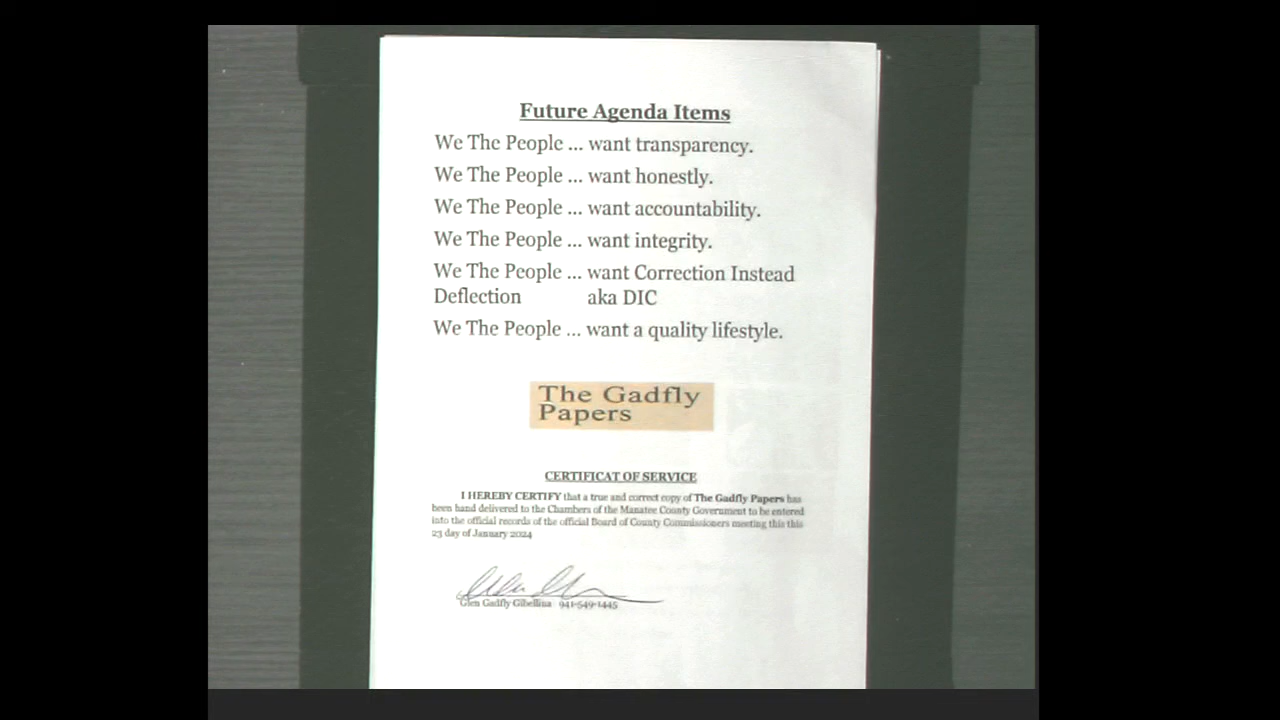 Future Agenda Items
We The People ... want transparency.
We The People ... want honestly.
We The People ... want accountability.
We The People ... want integrity.
We The People ... want Correction Instead
Deflection aka DIC
We The People ... want a quality lifestyle.
The Gadfly
Papers
CERTIFICAT OF SERVICE
I HEREBY CERTIFY that a true and correct copy of The Gadfly Papers has
been hand delivered to the Chambers of the Manatee County Government to be entered
into the official records of the official Board of County Commissioners meeting this this
23 day of January 2024
Glen Gadfly Gibellina 941-549-1445